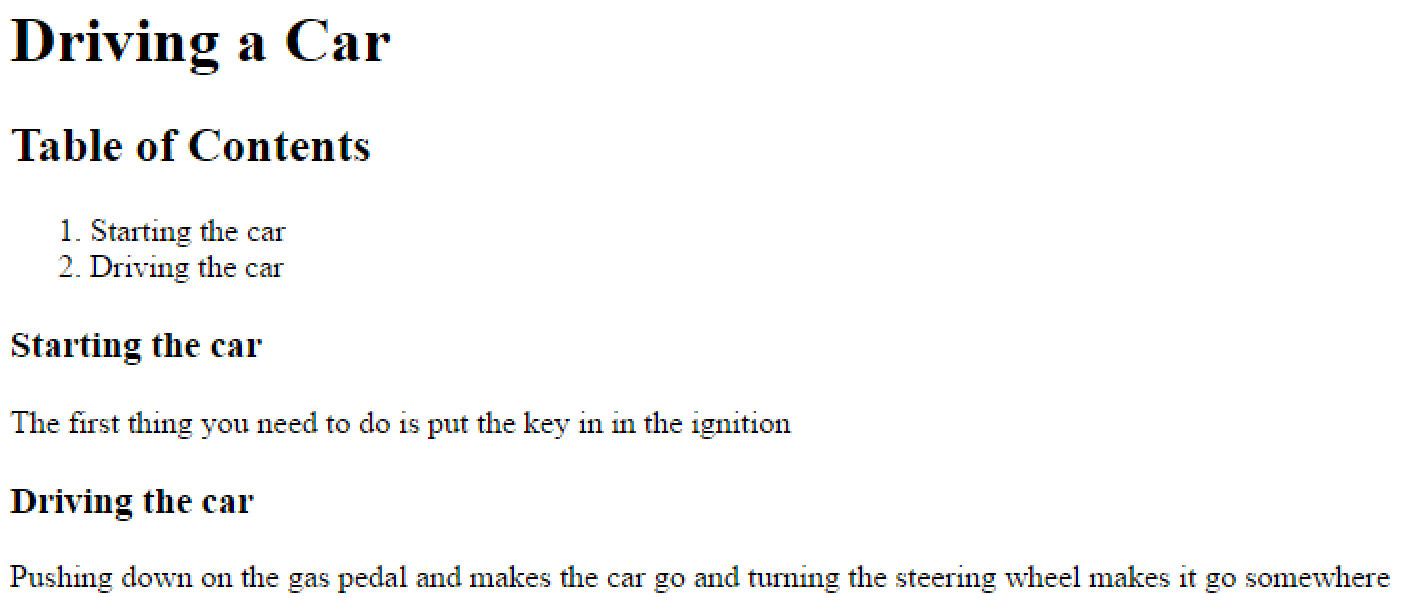 Driving a Car
Table of Contents
1. Starting the car
2. Driving the car
Starting the car
The first thing you need to do is put the key in in the ignition
Driving the car
Pushing down on the gas pedal and makes the car go and turning the steering wheel makes it go somewhere